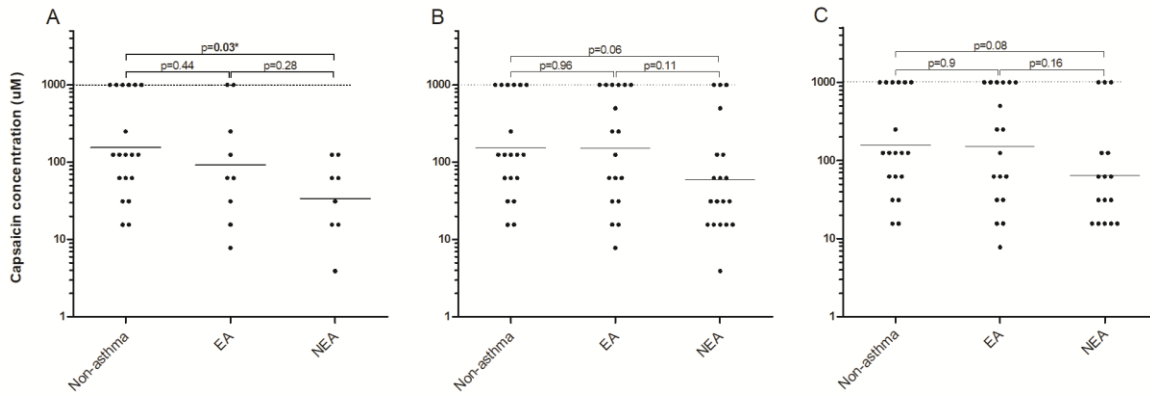 A
B
C
p=0.03*
p=0.44
p=0.28
p=0.06
p=0.96
p=0.11
p=0.08
p=0.9
p=0.16
Capsaicin concentration (uM)
1000
100
10
1
1000
100
10
1
1000
100
10
1
Non-asthma
EA
NEA
Non-asthma
EA
NEA
Non-asthma
EA
NEA